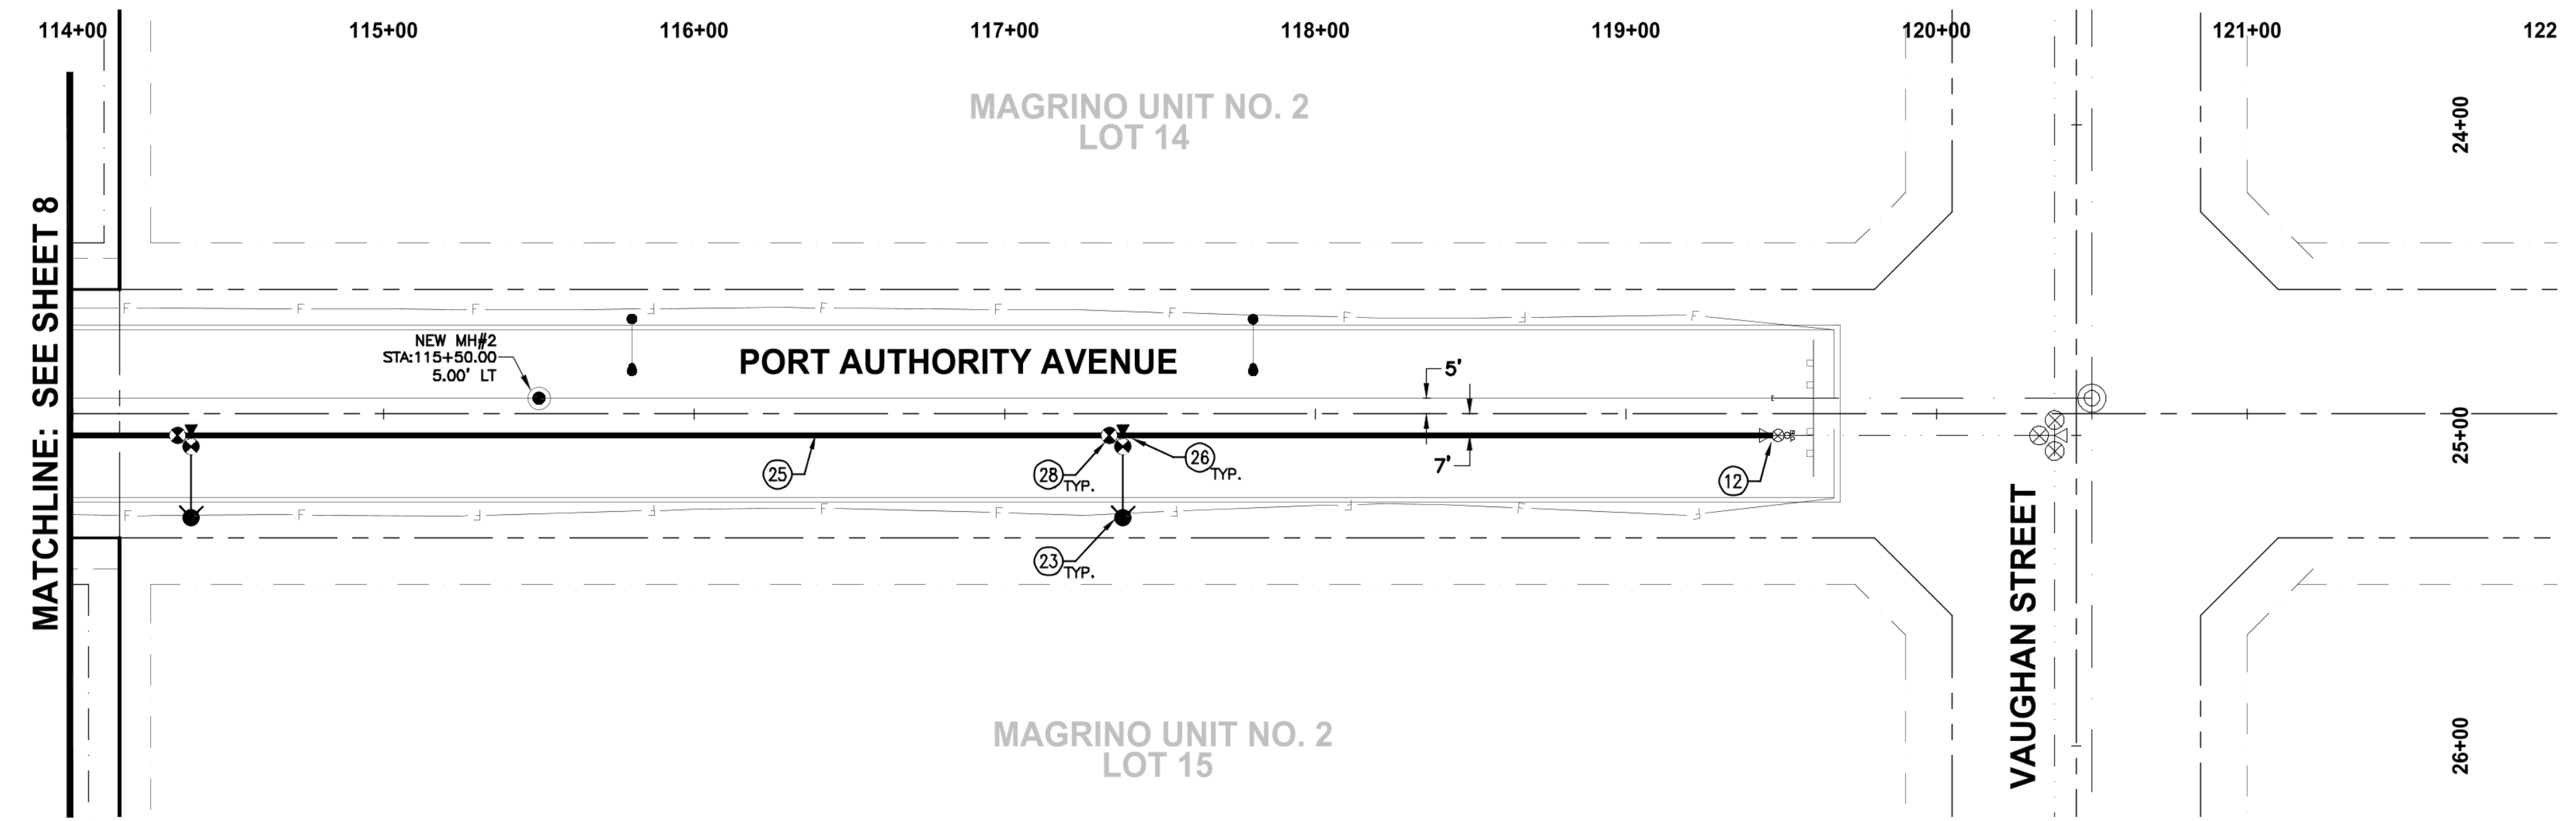 114+00 115+00 116+00 117+00 118+00 119+00 120+00 121+00 122
MAGRINO UNIT NO. 2
LOT 14
24+00
MATCHLINE: SEE SHEET 8
F F F F F F F F F F
NEW MH#2
STA:115+50.00
5.00' LT
PORT AUTHORITY AVENUE
5'
25+00
7'
25
28 TYP.
26 TYP.
12
F F F F F F F F F F
23 TYP.
VAUGHAN STREET
MAGRINO UNIT NO. 2
LOT 15
26+00